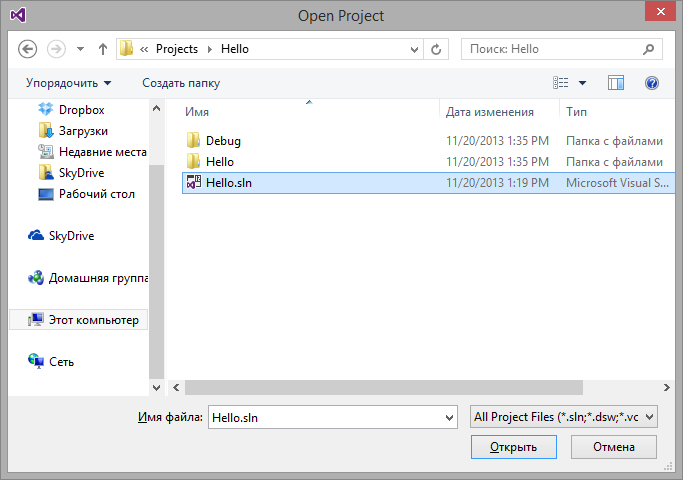 Open Project
« Projects Hello
Поиск: Hello
Упорядочить
Создать папку
Имя
Дата изменения
Тип
Dropbox
Загрузки
Недавние места
SkyDrive
Рабочий стол
SkyDrive
Домашняя группа
Этот компьютер
Сеть
Debug 11/20/2013 1:35 PM Папка с файлами
Hello 11/20/2013 1:35 PM Папка с файлами
Hello.sln 11/20/2013 1:19 PM Microsoft Visual S...
Имя файла: Hello.sln
All Project Files (*.sln;*.dsw;*.vc
Открыть
Отмена